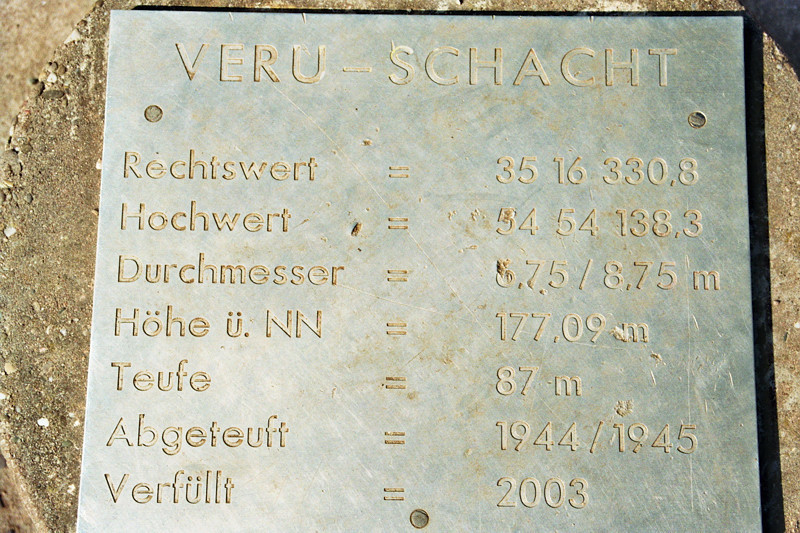 VERU – SCHACHT
Rechtswert = 35 16 330,8
Hochwert = 54 54 138,3
Durchmesser = 6,75 / 8,75 m
Höhe ü. NN = 177,09 m
Teufe = 87 m
Abgeteuft = 1944 / 1945
Verfüllt = 2003